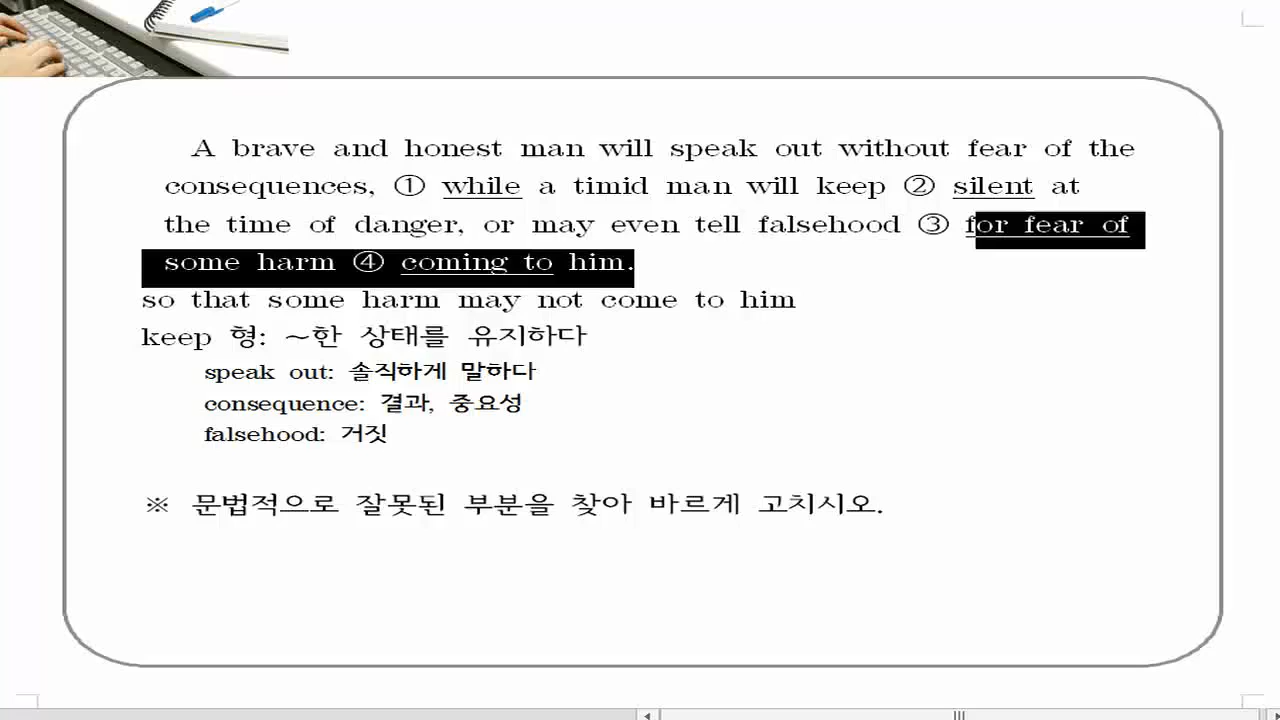 A brave and honest man will speak out without fear of the
consequences, ① while a timid man will keep ② silent at
the time of danger, or may even tell falsehood ③ for fear of
some harm ④ coming to him.
so that some harm may not come to him
keep 형: ~한 상태를 유지하다
speak out: 솔직하게 말하다
consequence: 결과, 중요성
falsehood: 거짓
※ 문법적으로 잘못된 부분을 찾아 바르게 고치시오.